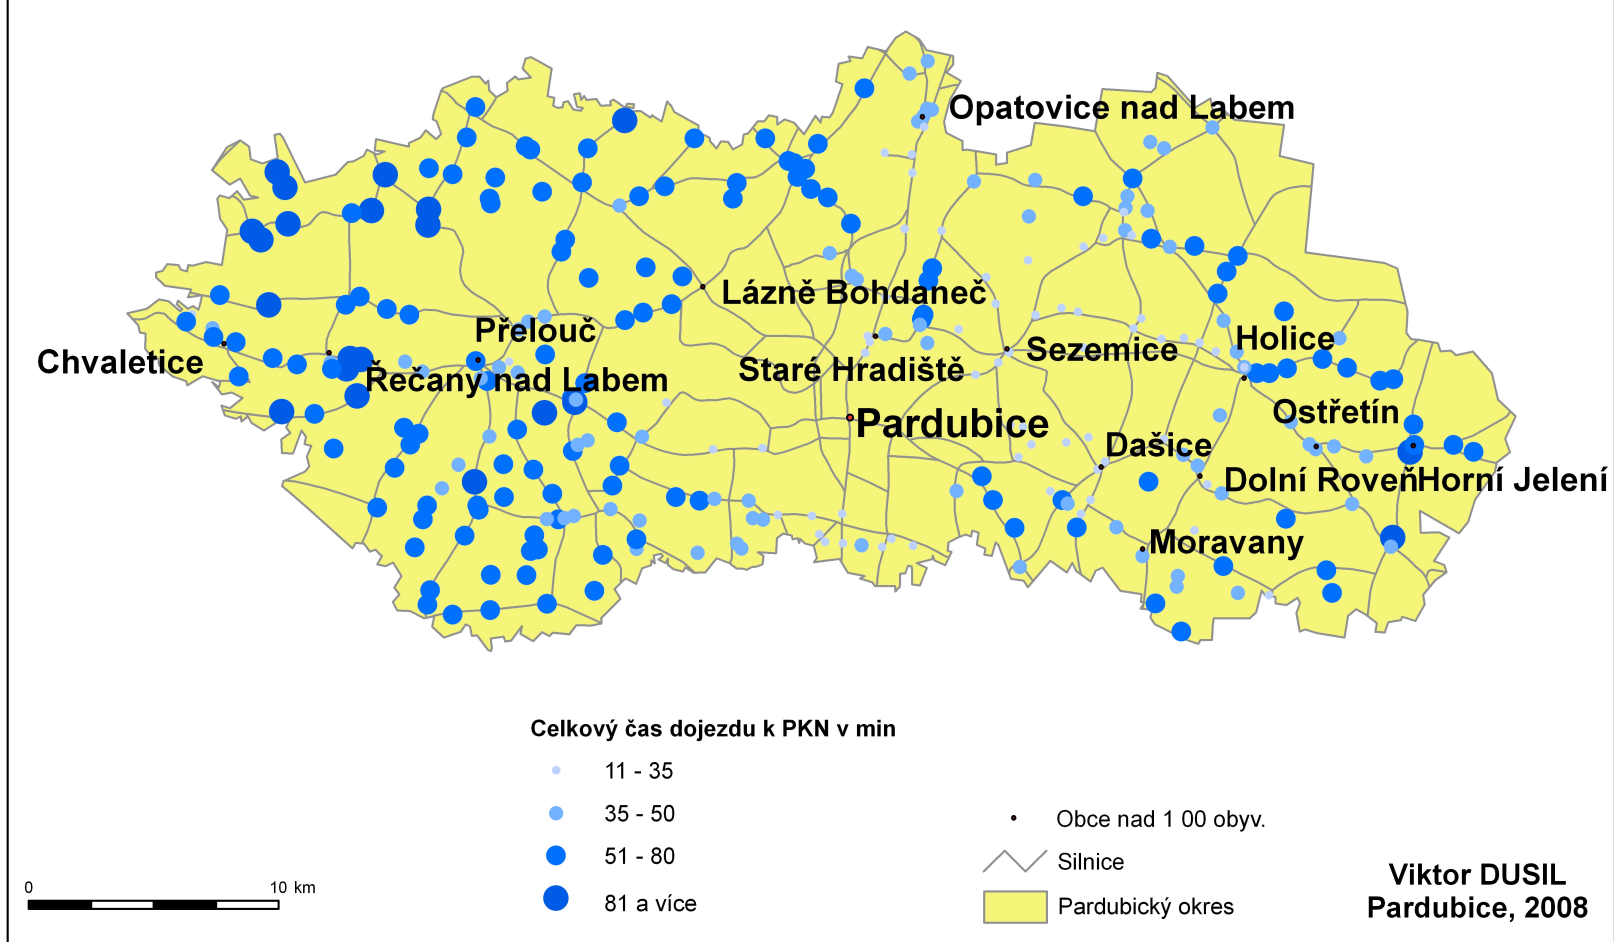 Opatovice nad Labem
Lázně Bohdaneč
Přelouč
Holice
Chvaletice
Sezemice
Staré Hradiště
Řečany nad Labem
Ostřetín
Pardubice
Dašice
Dolní Roveň
Horní Jelení
Moravany
Celkový čas dojezdu k PKN v min
11 - 35
35 - 50
51 - 80
81 a více
Obce nad 1 00 obyv.
Silnice
Pardubický okres
0 10 km
Viktor DUSIL
Pardubice, 2008